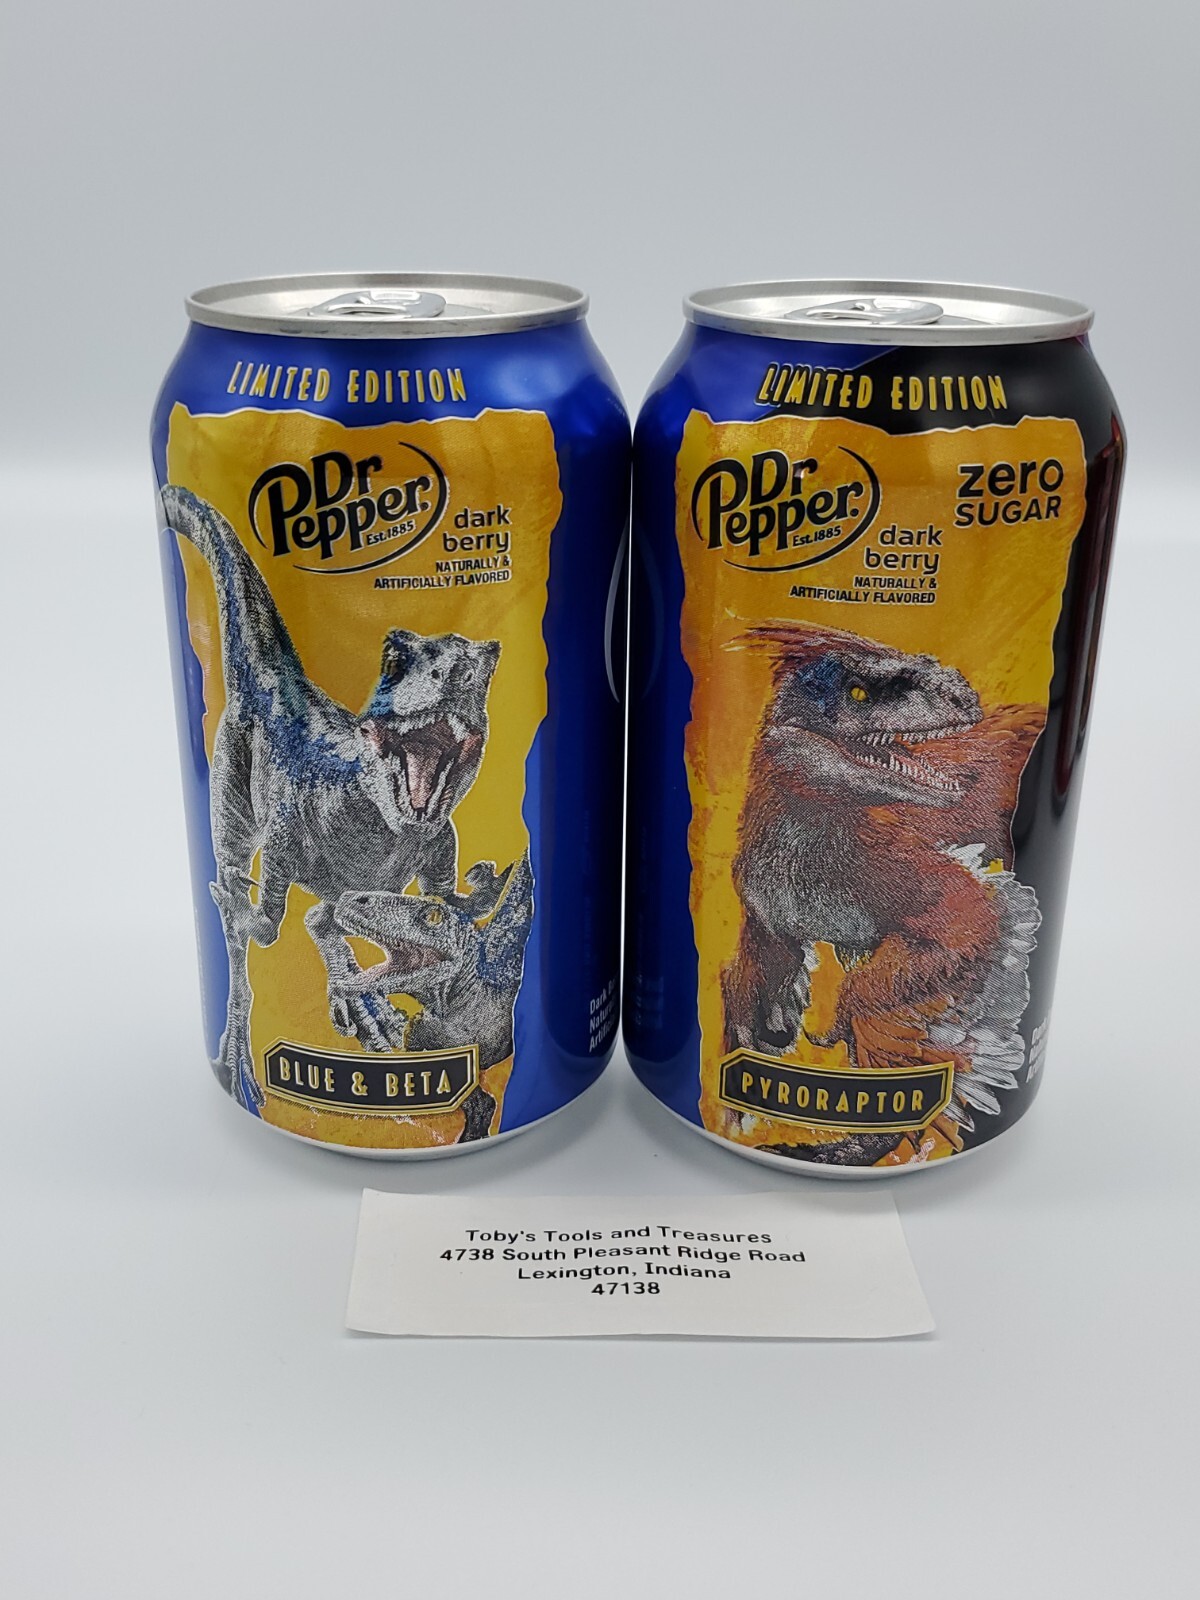 LIMITED EDITION
Dr
Pepper.
Est.1885
dark
berry
NATURALLY &
ARTIFICIALLY FLAVORED
BLUE & BETA
Dark
LIMITED EDITION
Dr
Pepper.
Est.1885
zero
SUGAR
dark
berry
NATURALLY &
ARTIFICIALLY FLAVORED
PYRORAPTOR
Toby's Tools and Treasures
4738 South Pleasant Ridge Road
Lexington, Indiana
47138